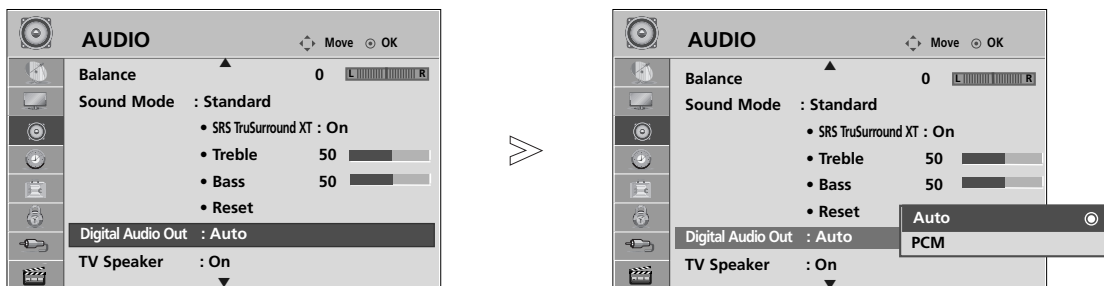 AUDIO Move OK
Balance 0 L R
Sound Mode : Standard
• SRS TruSurround XT : On
• Treble 50
• Bass 50
• Reset
Digital Audio Out : Auto
TV Speaker : On
AUDIO Move OK
Balance 0 L R
Sound Mode : Standard
• SRS TruSurround XT : On
• Treble 50
• Bass 50
• Reset
Digital Audio Out : Auto
TV Speaker : On
Auto
PCM